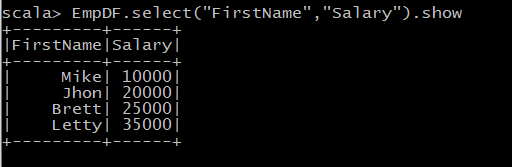 scala> EmpDF.select("FirstName","Salary").show
+---------+------+
|FirstName|Salary|
+---------+------+
|     Mike| 10000|
|     Jhon| 20000|
|    Brett| 25000|
|    Letty| 35000|
+---------+------+